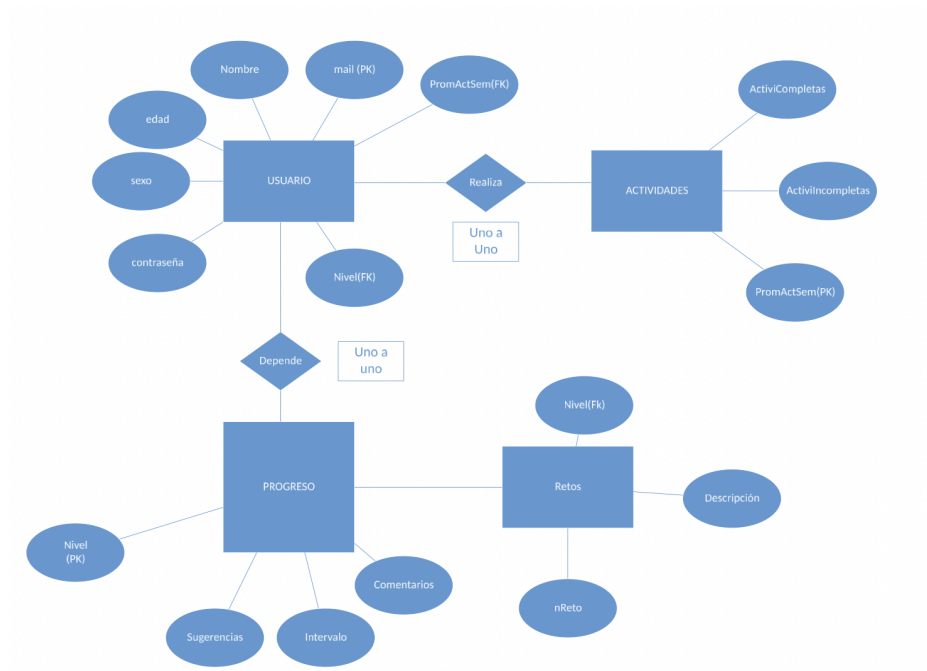 Nombre
mail (PK)
PromActSem(FK)
ActiviCompletas
edad
sexo
USUARIO
Realiza
ACTIVIDADES
ActiviIncompletas
Uno a
Uno
contraseña
Nivel(FK)
PromActSem(PK)
Depende
Uno a
uno
Nivel(Fk)
PROGRESO
Retos
Descripción
Nivel
(PK)
Comentarios
nReto
Sugerencias
Intervalo